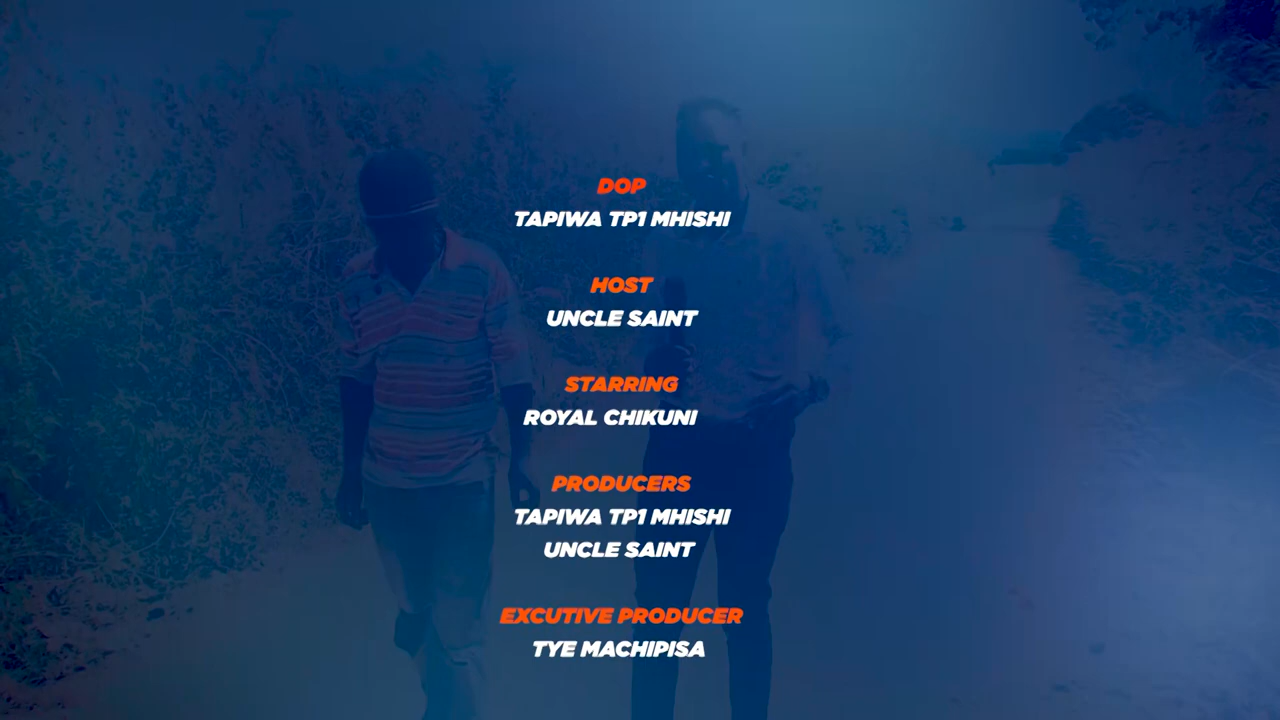 DOP
TAPIWA TP1 MHISHI
HOST
UNCLE SAINT
STARRING
ROYAL CHIKUNI
PRODUCERS
TAPIWA TP1 MHISHI
UNCLE SAINT
EXCUTIVE PRODUCER
TYE MACHIPISA